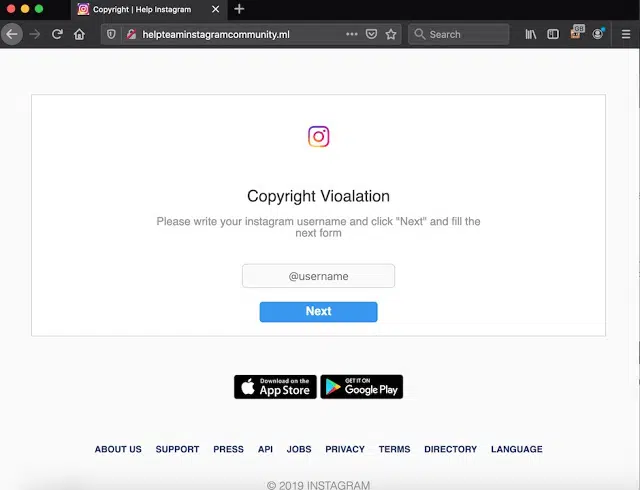 Copyright | Help Instagram
helpteaminstagramcommunity.ml
Search
GB
Copyright Vioalation
Please write your instagram username and click "Next" and fill the
next form
@username
Next
Download on the
App Store
GET IT ON
Google Play
ABOUT US SUPPORT PRESS API JOBS PRIVACY TERMS DIRECTORY LANGUAGE
© 2019 INSTAGRAM